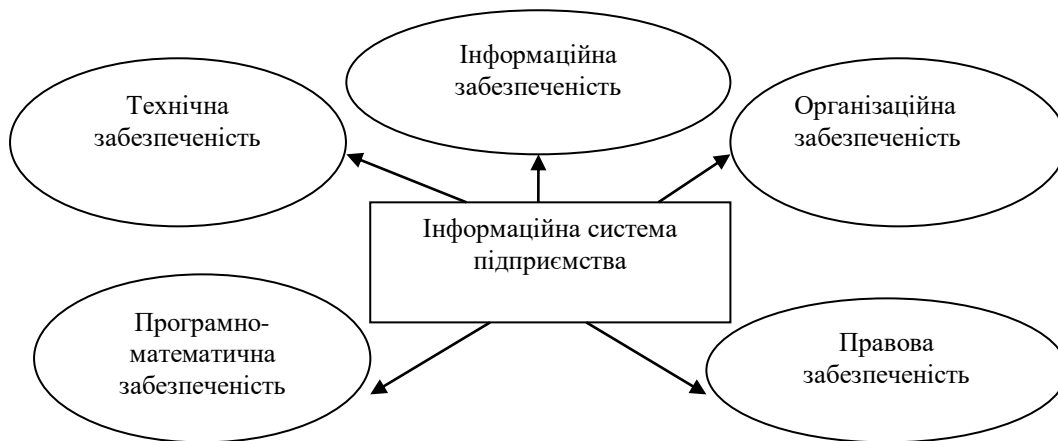 Інформаційна
забезпеченість
Технічна
забезпеченість
Організаційна
забезпеченість
Інформаційна система
підприємства
Програмно-
математична
забезпеченість
Правова
забезпеченість